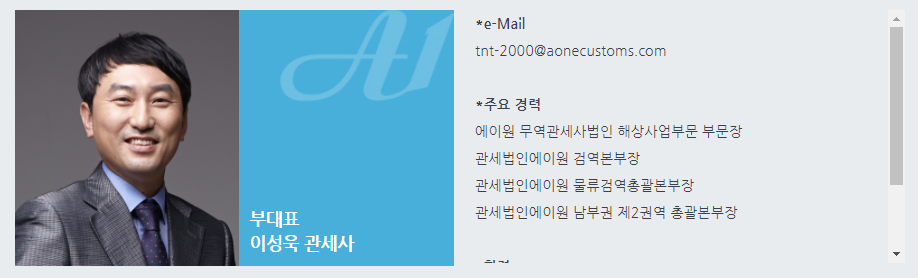 A1
부대표
이성욱 관세사
*e-Mail
tnt-2000@aonecustoms.com
*주요 경력
에이원 무역관세사법인 해상사업부문 부문장
관세법인에이원 검역본부장
관세법인에이원 물류검역총괄본부장
관세법인에이원 남부권 제2권역 총괄본부장